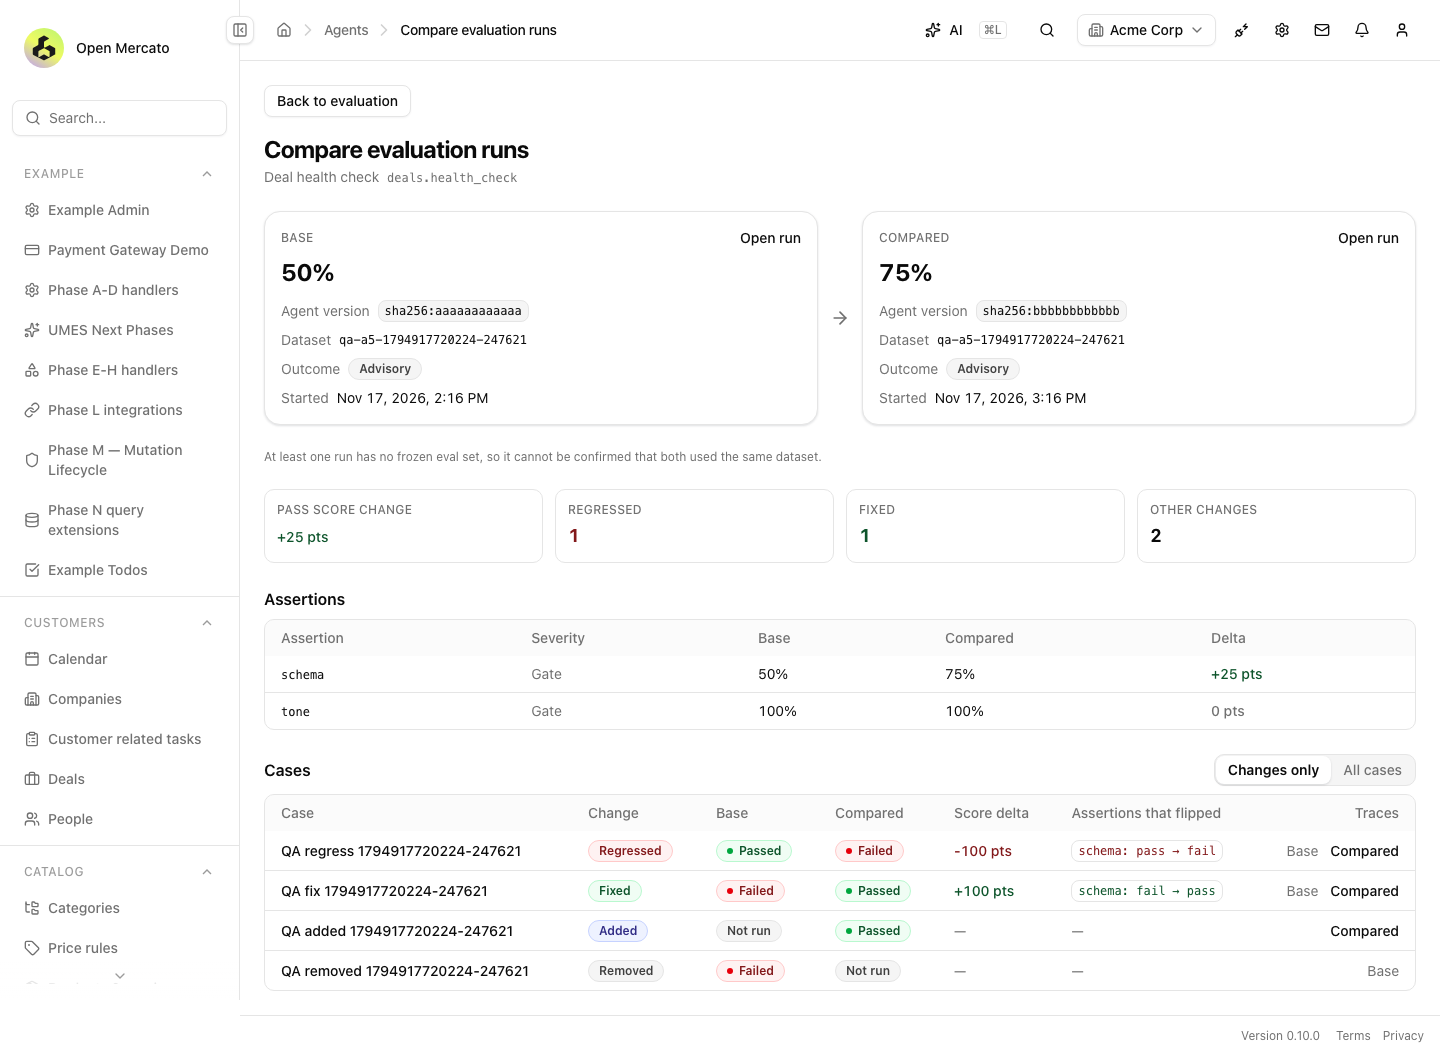 Open Mercato
Home > Agents > Compare evaluation runs
AI ⌘L
Acme Corp
Search...
EXAMPLE
Example Admin
Payment Gateway Demo
Phase A-D handlers
UMES Next Phases
Phase E-H handlers
Phase L integrations
Phase M — Mutation
Lifecycle
Phase N query
extensions
Example Todos
CUSTOMERS
Calendar
Companies
Customer related tasks
Deals
People
CATALOG
Categories
Price rules
Back to evaluation
Compare evaluation runs
Deal health check deals.health_check
BASE Open run
50%
Agent version sha256:aaaaaaaaaaaa
Dataset qa-a5-1794917720224-247621
Outcome Advisory
Started Nov 17, 2026, 2:16 PM
COMPARED Open run
75%
Agent version sha256:bbbbbbbbbbbb
Dataset qa-a5-1794917720224-247621
Outcome Advisory
Started Nov 17, 2026, 3:16 PM
At least one run has no frozen eval set, so it cannot be confirmed that both used the same dataset.
PASS SCORE CHANGE
+25 pts
REGRESSED
1
FIXED
1
OTHER CHANGES
2
Assertions
Assertion Severity Base Compared Delta
schema Gate 50% 75% +25 pts
tone Gate 100% 100% 0 pts
Cases Changes only All cases
Case Change Base Compared Score delta Assertions that flipped Traces
QA regress 1794917720224-247621 Regressed Passed Failed -100 pts schema: pass → fail Base Compared
QA fix 1794917720224-247621 Fixed Failed Passed +100 pts schema: fail → pass Base Compared
QA added 1794917720224-247621 Added Not run Passed — — Compared
QA removed 1794917720224-247621 Removed Failed Not run — — Base
Version 0.10.0 Terms Privacy